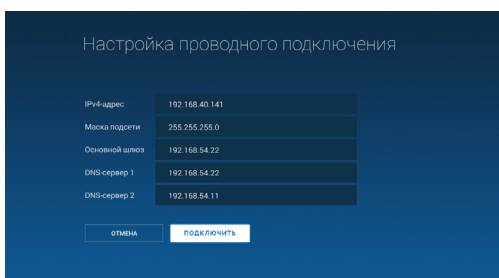 Настройка проводного подключения
IPv4-адрес 192.168.40.141
Маска подсети 255.255.255.0
Основной шлюз 192.168.54.22
DNS-сервер 1 192.168.54.22
DNS-сервер 2 192.168.54.11
ОТМЕНА ПОДКЛЮЧИТЬ